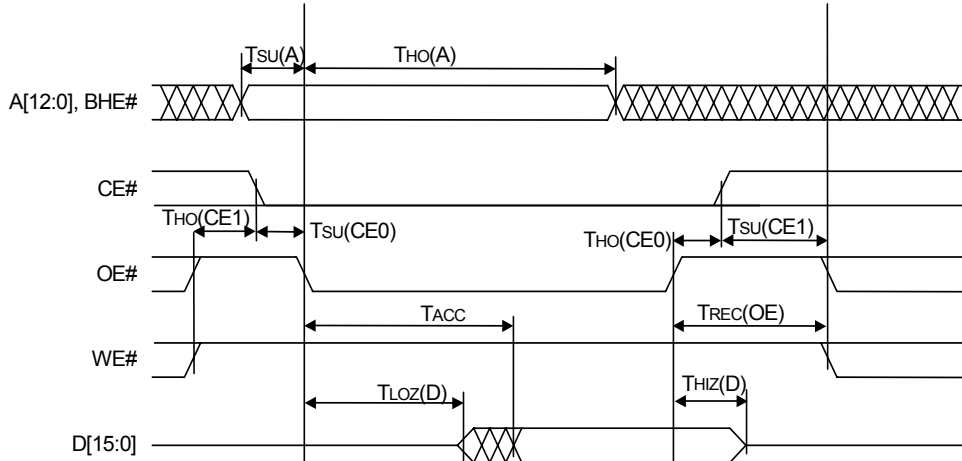 TSU(A) THO(A)
A[12:0], BHE#
CE#
THO(CE1) TSU(CE0) THO(CE0) TSU(CE1)
OE#
TACC TREC(OE)
WE#
TLOZ(D) THIZ(D)
D[15:0]